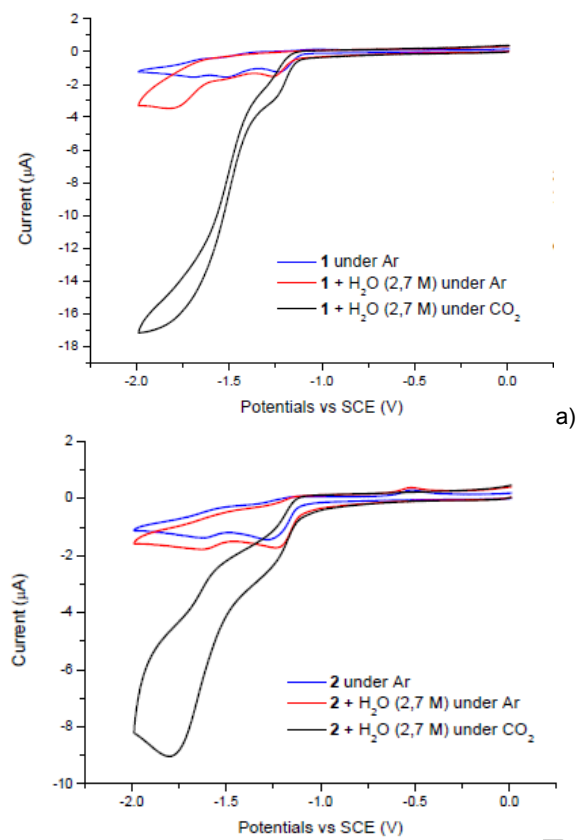 2
0
-2
-4
-6
-8
-10
-12
-14
-16
-18
Current (µA)
1 under Ar
1 + H₂O (2,7 M) under Ar
1 + H₂O (2,7 M) under CO₂
-2.0 -1.5 -1.0 -0.5 0.0
Potentials vs SCE (V)
a)
2
0
-2
-4
-6
-8
-10
Current (µA)
2 under Ar
2 + H₂O (2,7 M) under Ar
2 + H₂O (2,7 M) under CO₂
-2.0 -1.5 -1.0 -0.5 0.0
Potentials vs SCE (V)